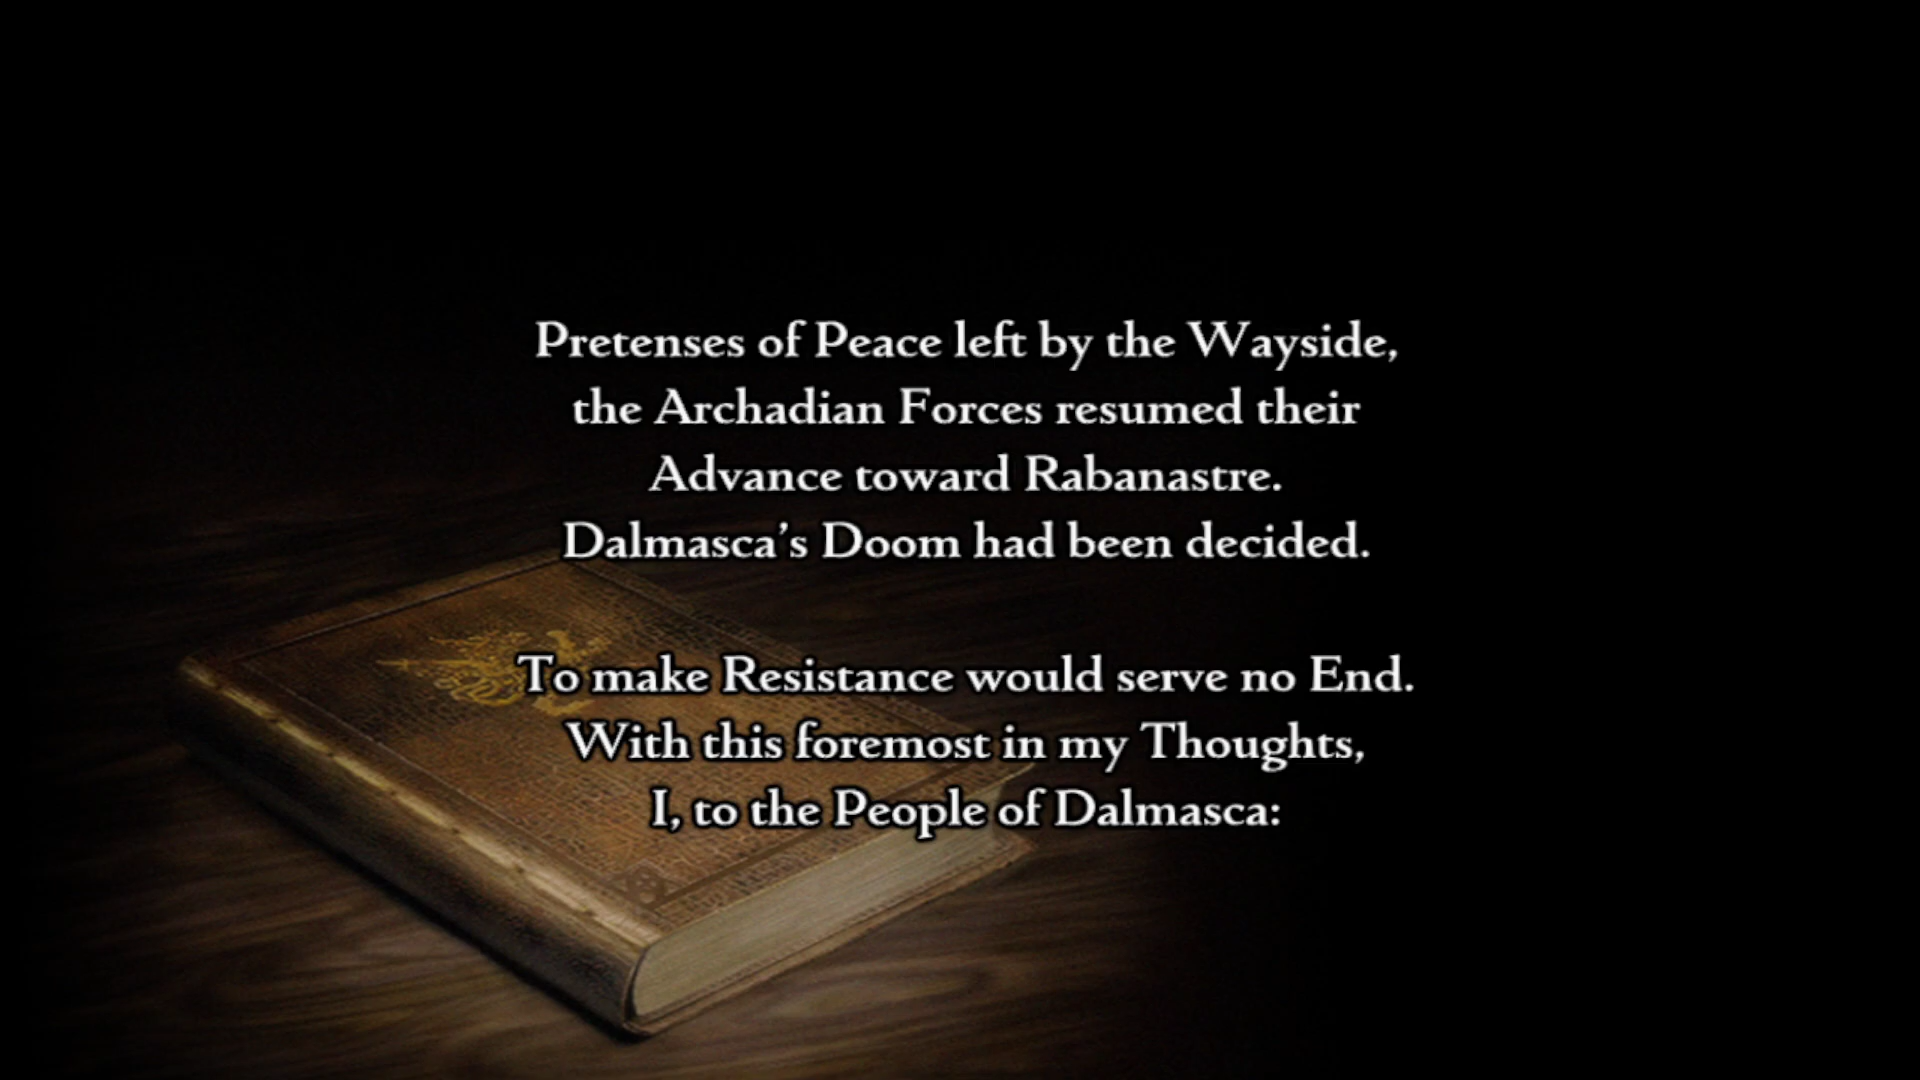 Pretenses of Peace left by the Wayside,
the Archadian Forces resumed their
Advance toward Rabanastre.
Dalmasca’s Doom had been decided.
To make Resistance would serve no End.
With this foremost in my Thoughts,
I, to the People of Dalmasca: